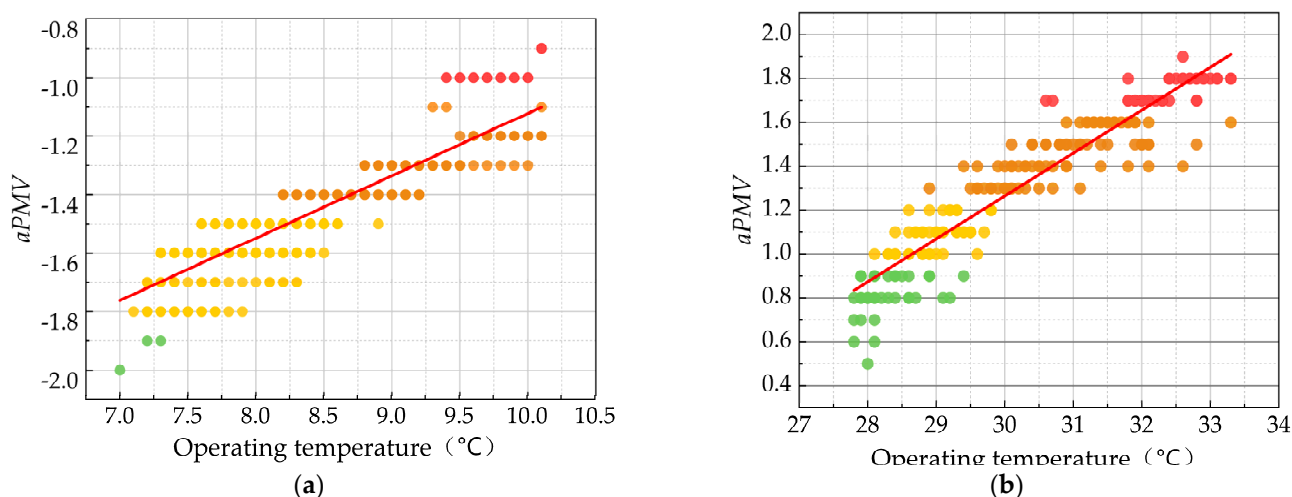 aPMV
-0.8
-1.0
-1.2
-1.4
-1.6
-1.8
-2.0
7.0 7.5 8.0 8.5 9.0 9.5 10.0 10.5
Operating temperature（°C）
(a)
aPMV
2.0
1.8
1.6
1.4
1.2
1.0
0.8
0.6
0.4
27 28 29 30 31 32 33 34
Operating temperature（°C）
(b)